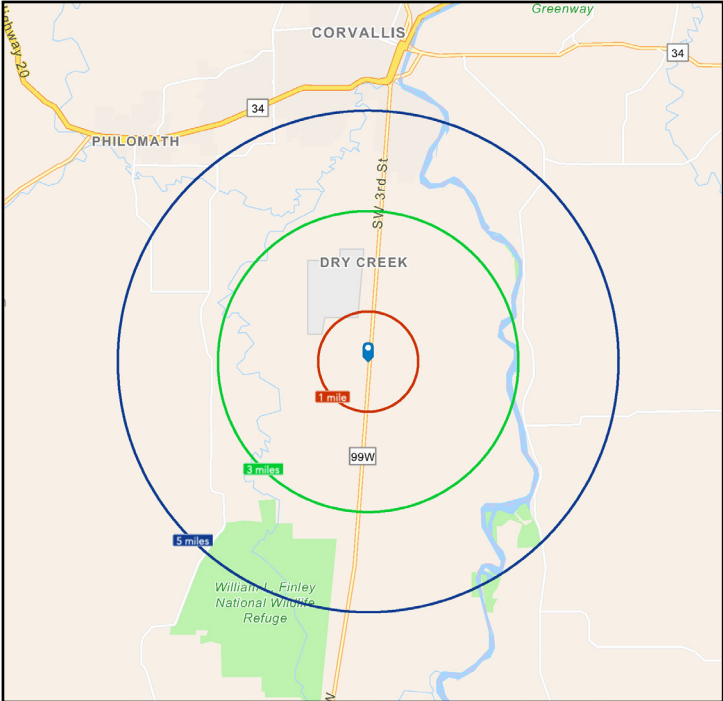 Greenway
Highway 20
CORVALLIS
34
34
PHILOMATH
SW 3rd St
DRY CREEK
1 mile
99W
3 miles
5 miles
William L. Finley
National Wildlife
Refuge
W